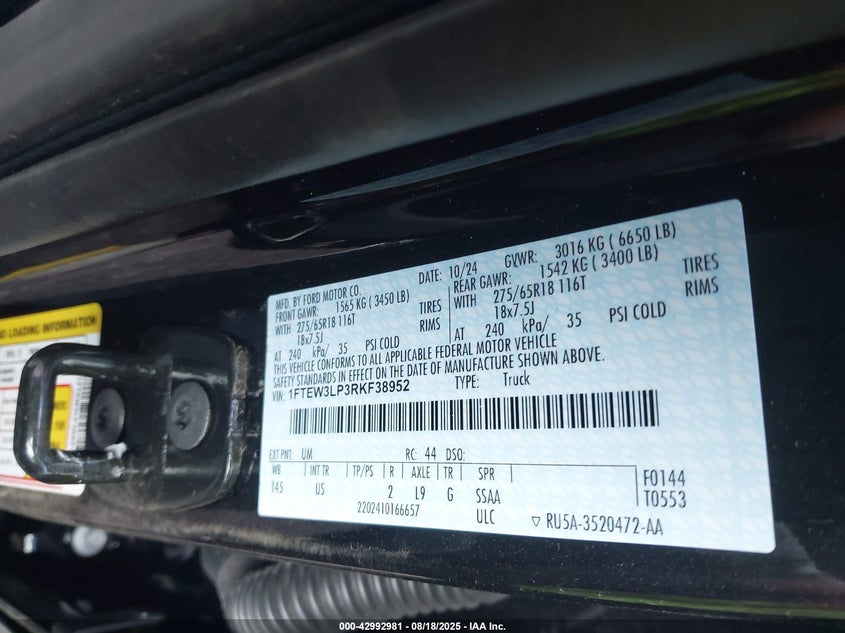 ND LOADING INFORMATION
MFD. BY FORD MOTOR CO.
DATE: 10/24
GVWR: 3016 KG ( 6650 LB)
FRONT GAWR: 1565 KG ( 3450 LB)
REAR GAWR: 1542 KG ( 3400 LB)
WITH 275/65R18 116T TIRES
WITH 275/65R18 116T TIRES
18x7.5J RIMS
18x7.5J RIMS
AT 240 kPa/ 35 PSI COLD
AT 240 kPa/ 35 PSI COLD
THIS VEHICLE CONFORMS TO ALL APPLICABLE FEDERAL MOTOR VEHICLE
SAFETY STANDARDS IN EFFECT ON THE DATE OF MANUFACTURE SHOWN ABOVE.
VIN: 1FTEW3LP3RKF38952 TYPE: Truck
EXT PNT: UM RC: 44 DSO:
WB INT TR TP/PS R AXLE TR SPR
145 US 2 L9 G SSAA
F0144
T0553
2202410166657 ULC
RU5A-3520472-AA
000-42992981 - 08/18/2025 - IAA Inc.